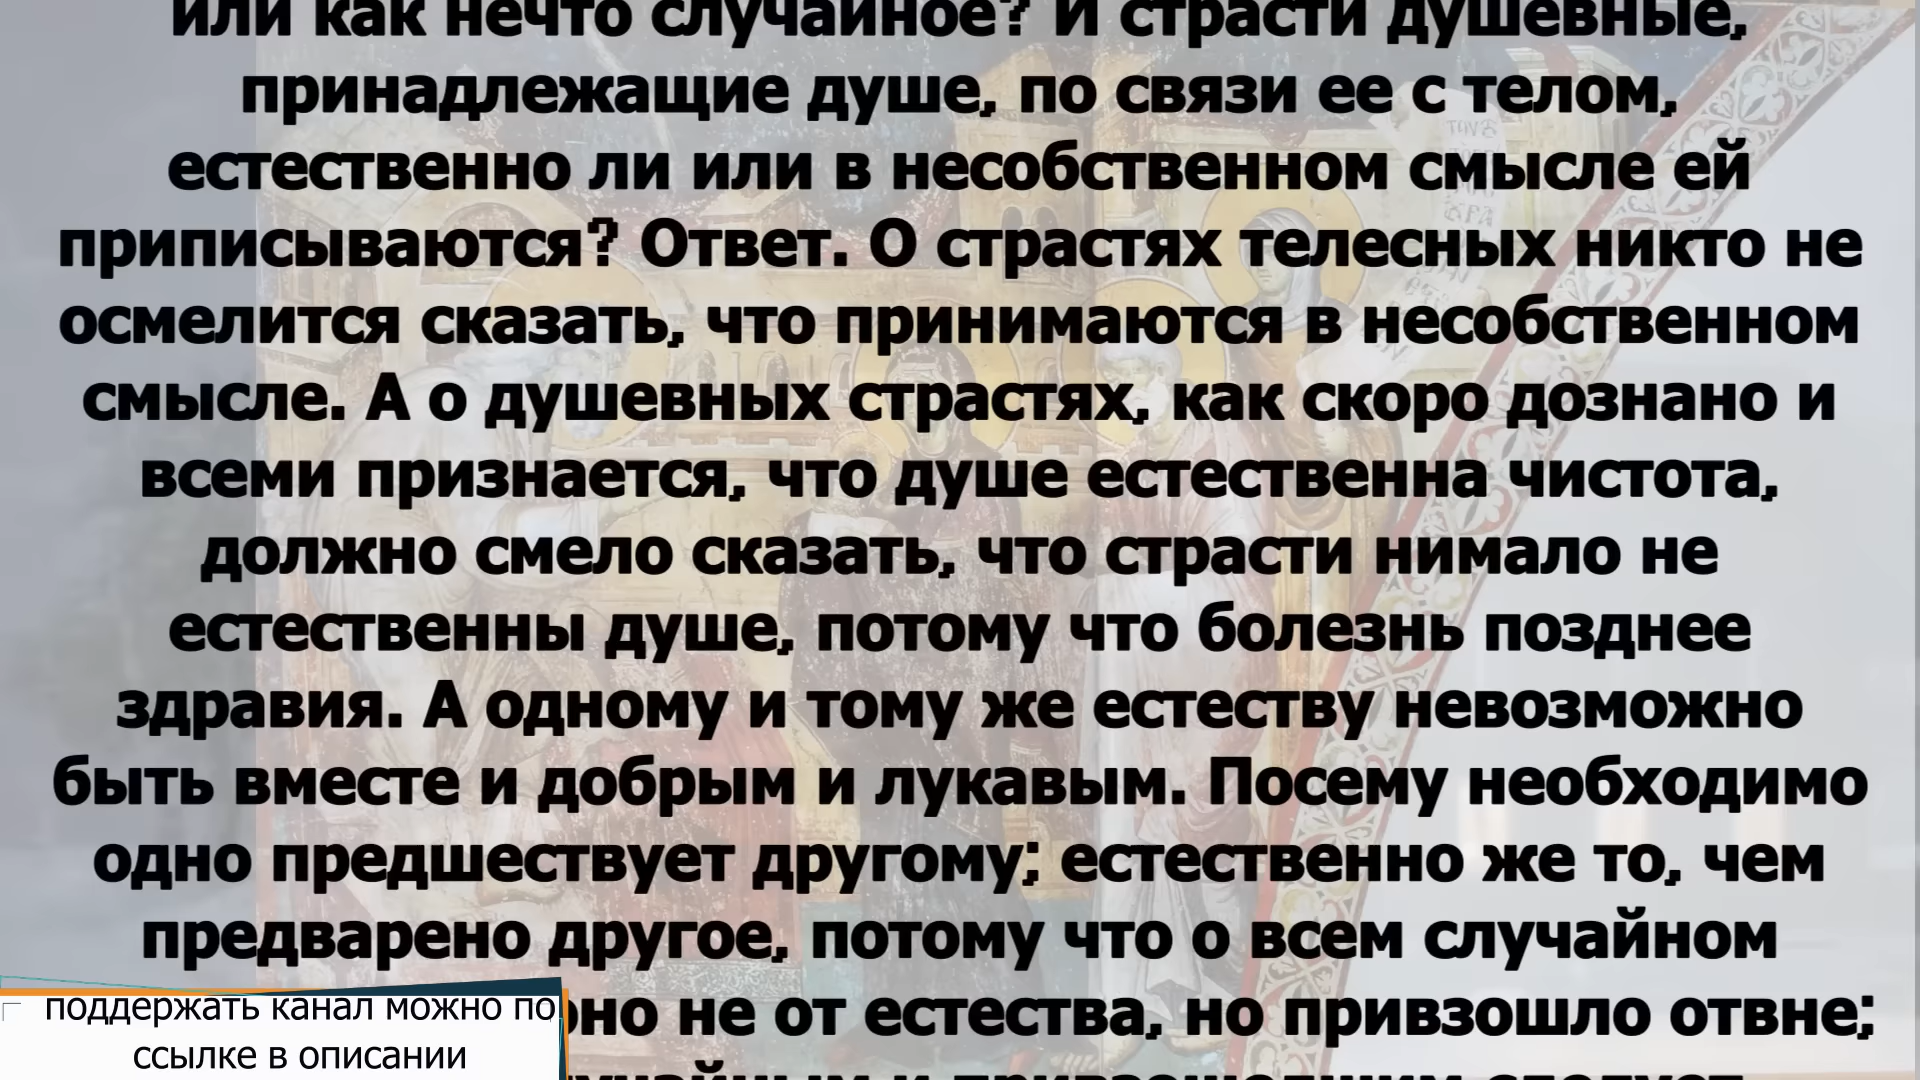 или как нечто случайное? И страсти душевные,
принадлежащие душе, по связи ее с телом,
естественно ли или в несобственном смысле ей
приписываются? Ответ. О страстях телесных никто не
осмелится сказать, что принимаются в несобственном
смысле. А о душевных страстях, как скоро дознано и
всеми признается, что душе естественна чистота,
должно смело сказать, что страсти нимало не
естественны душе, потому что болезнь позднее
здравия. А одному и тому же естеству невозможно
быть вместе и добрым и лукавым. Посему необходимо
одно предшествует другому; естественно же то, чем
предварено другое, потому что о всем случайном
не от естества, но привзошло отвне;
поддержать канал можно по
ссылке в описании